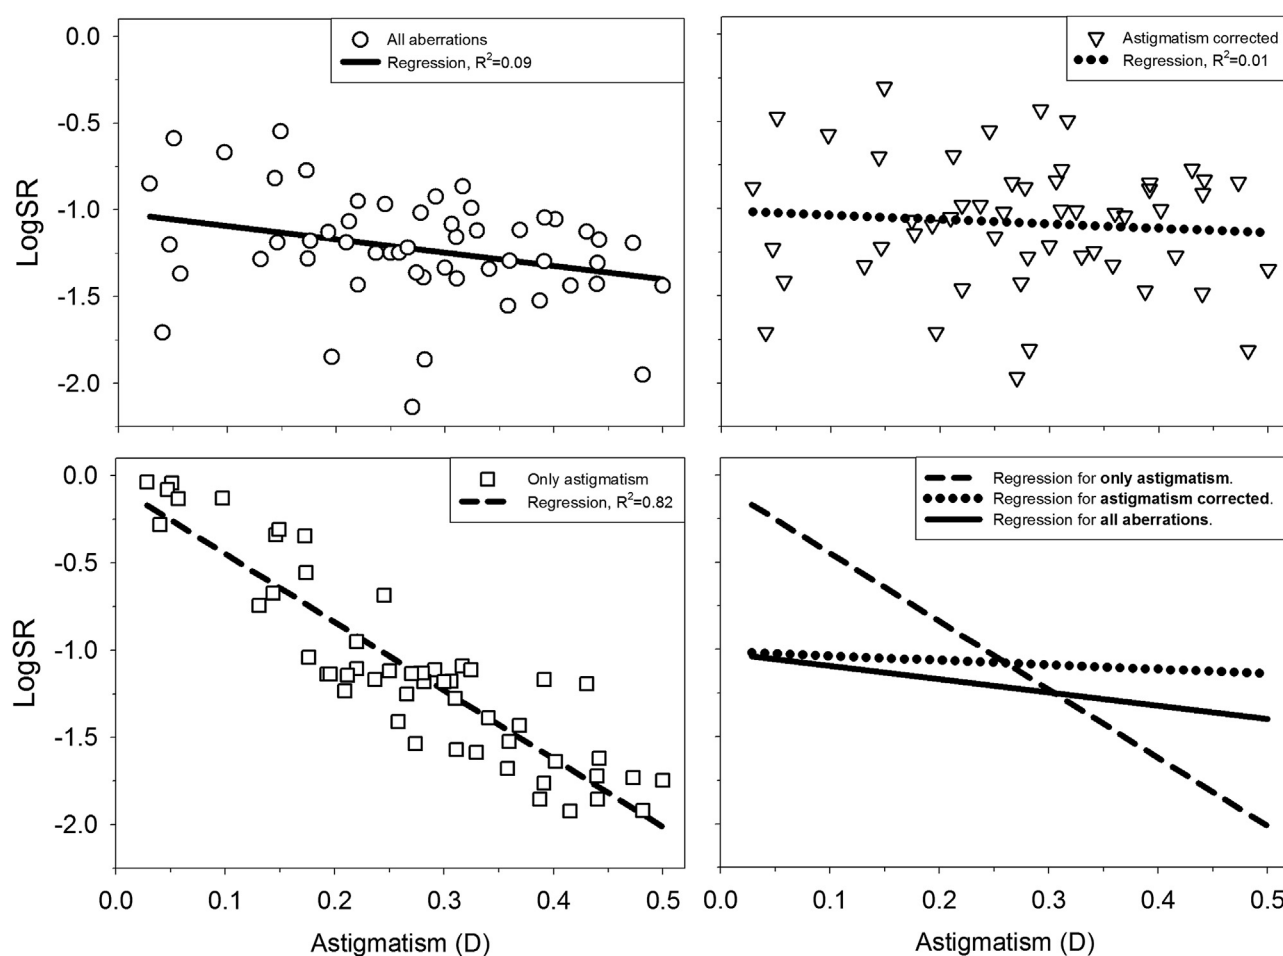 All aberrations
Regression, R²=0.09
Astigmatism corrected
Regression, R²=0.01
0.0
-0.5
-1.0
-1.5
-2.0
LogSR
Only astigmatism
Regression, R²=0.82
Regression for only astigmatism.
Regression for astigmatism corrected.
Regression for all aberrations.
0.0
-0.5
-1.0
-1.5
-2.0
LogSR
0.0 0.1 0.2 0.3 0.4 0.5
0.0 0.1 0.2 0.3 0.4 0.5
Astigmatism (D)
Astigmatism (D)